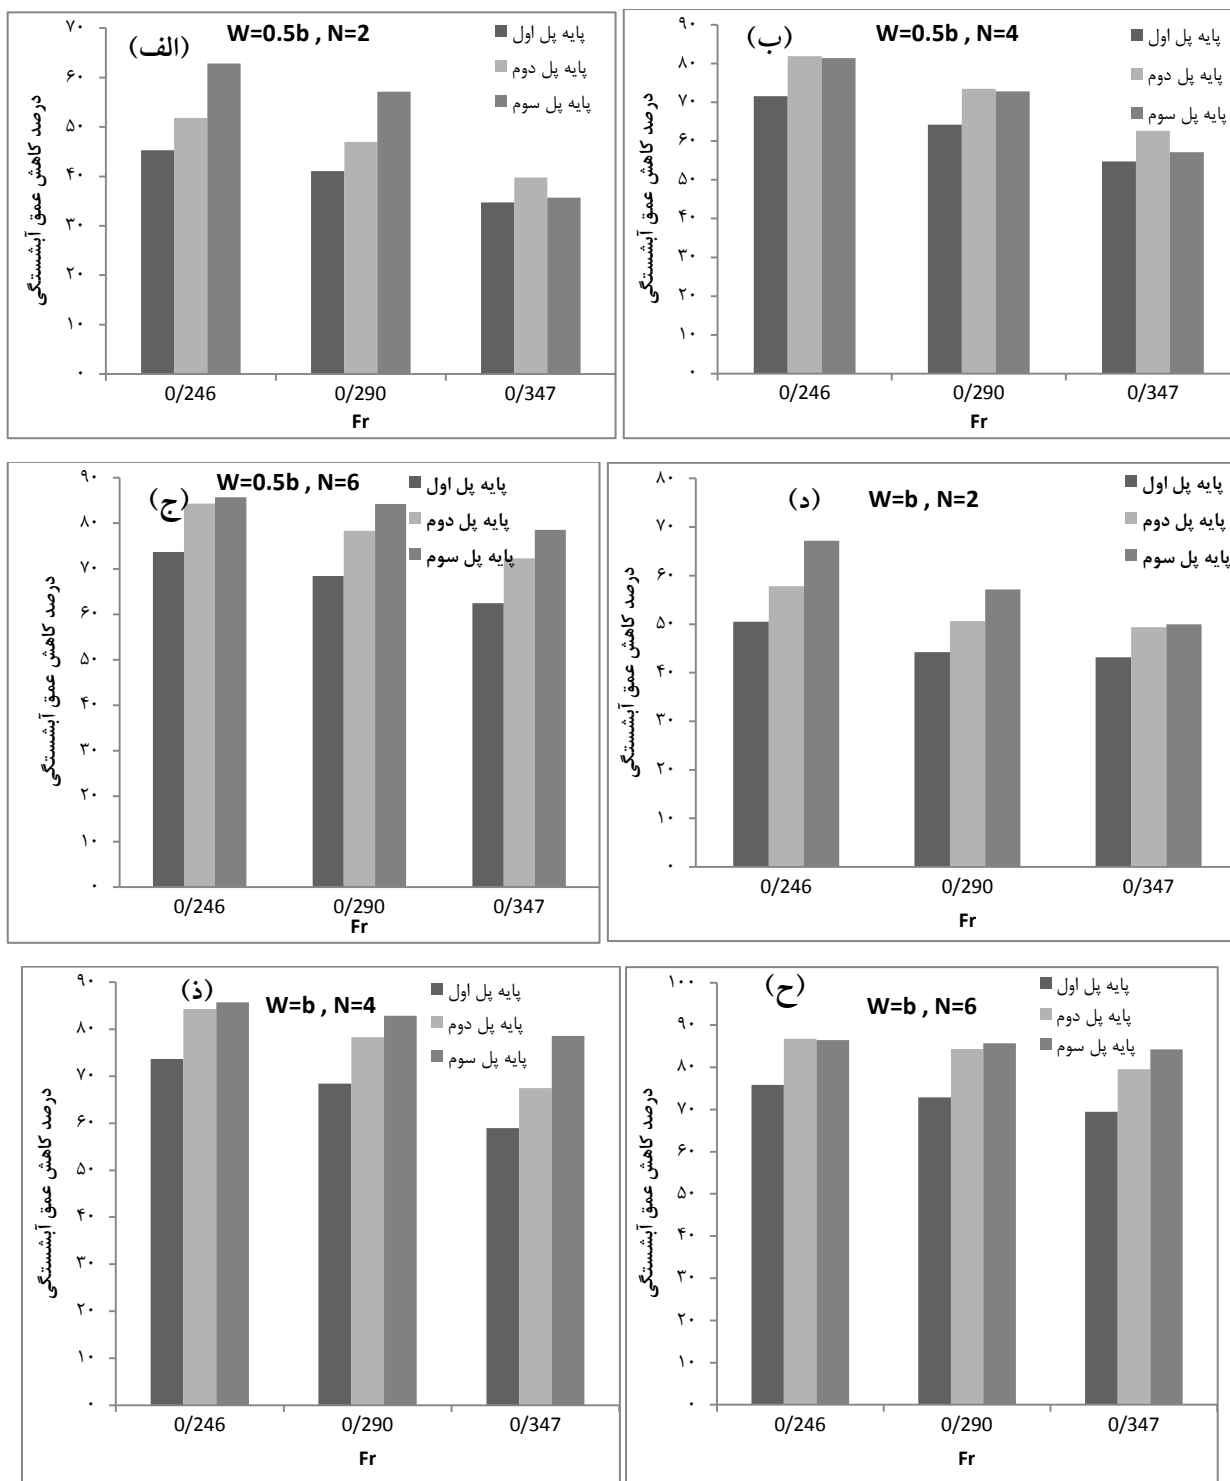 (الف)
W=0.5b , N=2
پایه پل اول
پایه پل دوم
پایه پل سوم
درصد کاهش عمق آبشستگی
۷۰
۶۰
۵۰
۴۰
۳۰
۲۰
۱۰
۰
0/246 0/290 0/347
Fr
(ب)
W=0.5b , N=4
پایه پل اول
پایه پل دوم
پایه پل سوم
درصد کاهش عمق آبشستگی
۹۰
۸۰
۷۰
۶۰
۵۰
۴۰
۳۰
۲۰
۱۰
۰
0/246 0/290 0/347
Fr
(ج)
W=0.5b , N=6
پایه پل اول
پایه پل دوم
پایه پل سوم
درصد کاهش عمق آبشستگی
۹۰
۸۰
۷۰
۶۰
۵۰
۴۰
۳۰
۲۰
۱۰
۰
0/246 0/290 0/347
Fr
(د)
W=b , N=2
پایه پل اول
پایه پل دوم
پایه پل سوم
درصد کاهش عمق آبشستگی
۸۰
۷۰
۶۰
۵۰
۴۰
۳۰
۲۰
۱۰
۰
0/246 0/290 0/347
Fr
(ذ)
W=b , N=4
پایه پل اول
پایه پل دوم
پایه پل سوم
درصد کاهش عمق آبشستگی
۹۰
۸۰
۷۰
۶۰
۵۰
۴۰
۳۰
۲۰
۱۰
۰
0/246 0/290 0/347
Fr
(ح)
W=b , N=6
پایه پل اول
پایه پل دوم
پایه پل سوم
درصد کاهش عمق آبشستگی
۱۰۰
۹۰
۸۰
۷۰
۶۰
۵۰
۴۰
۳۰
۲۰
۱۰
۰
0/246 0/290 0/347
Fr